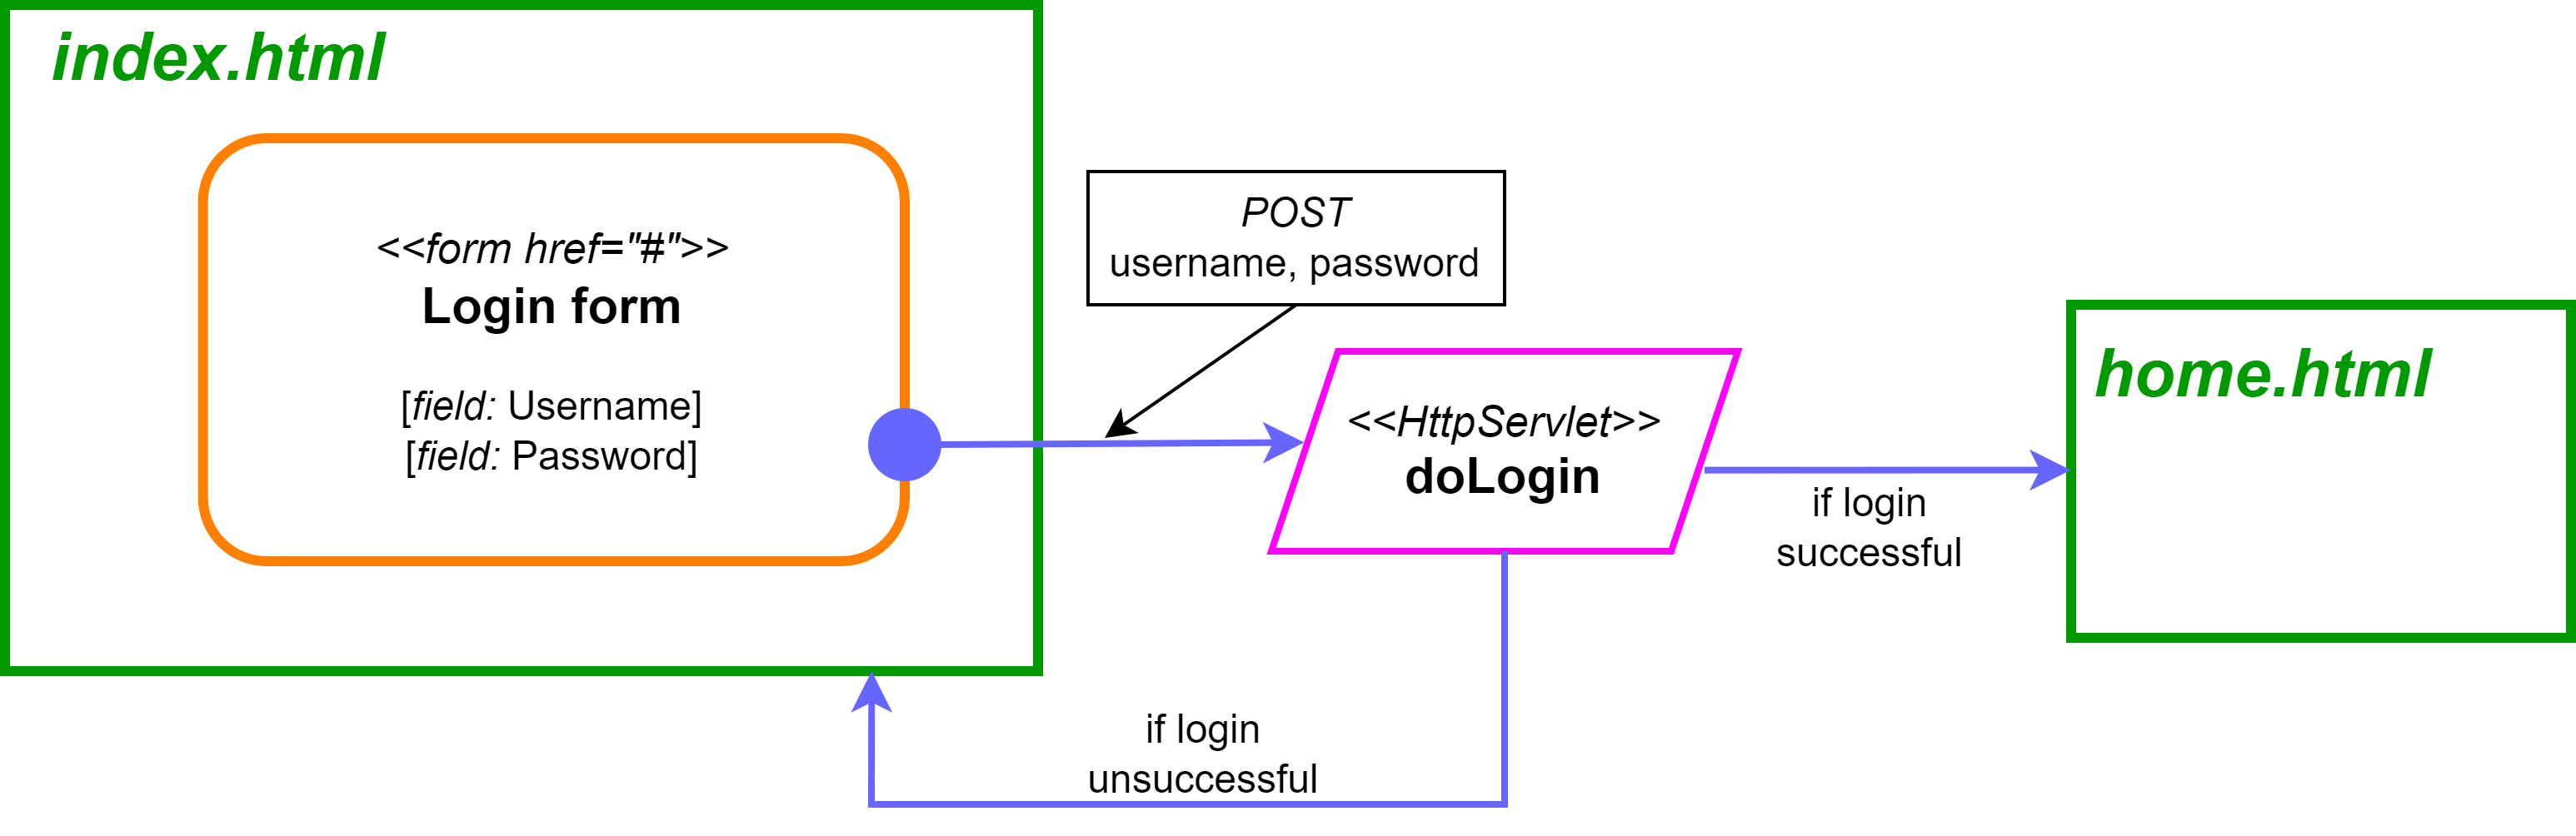 index.html
<<form href="#">>
Login form
[field: Username]
[field: Password]
POST
username, password
<<HttpServlet>>
doLogin
if login
successful
home.html
if login
unsuccessful